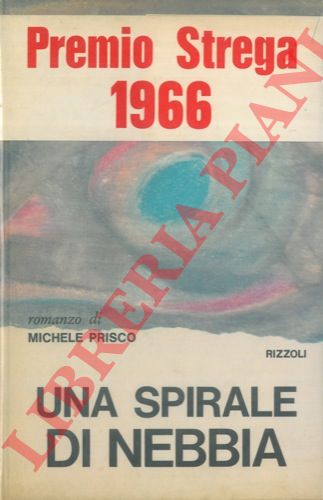 Premio Strega
1966
romanzo di
MICHELE PRISCO
RIZZOLI
UNA SPIRALE
DI NEBBIA
LIBRERIA PIANI